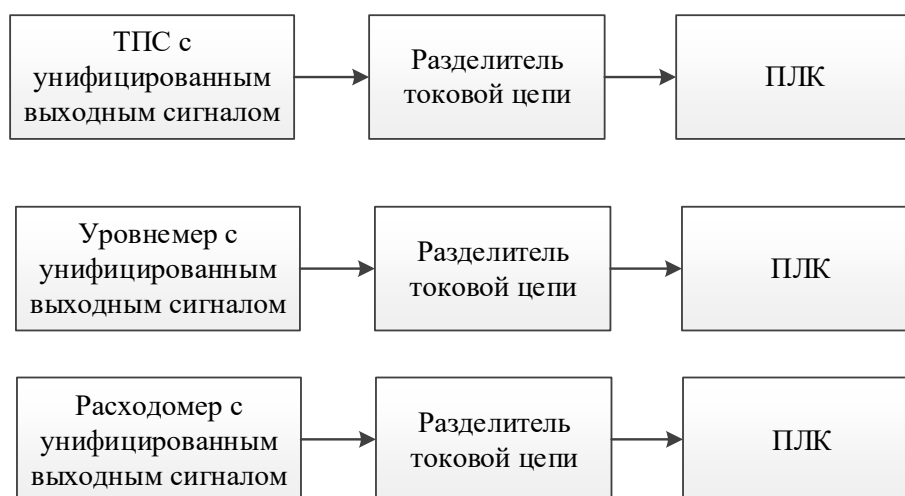 ТПС с
унифицированным
выходным сигналом
Разделитель
токовой цепи
ПЛК
Уровнемер с
унифицированным
выходным сигналом
Разделитель
токовой цепи
ПЛК
Расходомер с
унифицированным
выходным сигналом
Разделитель
токовой цепи
ПЛК